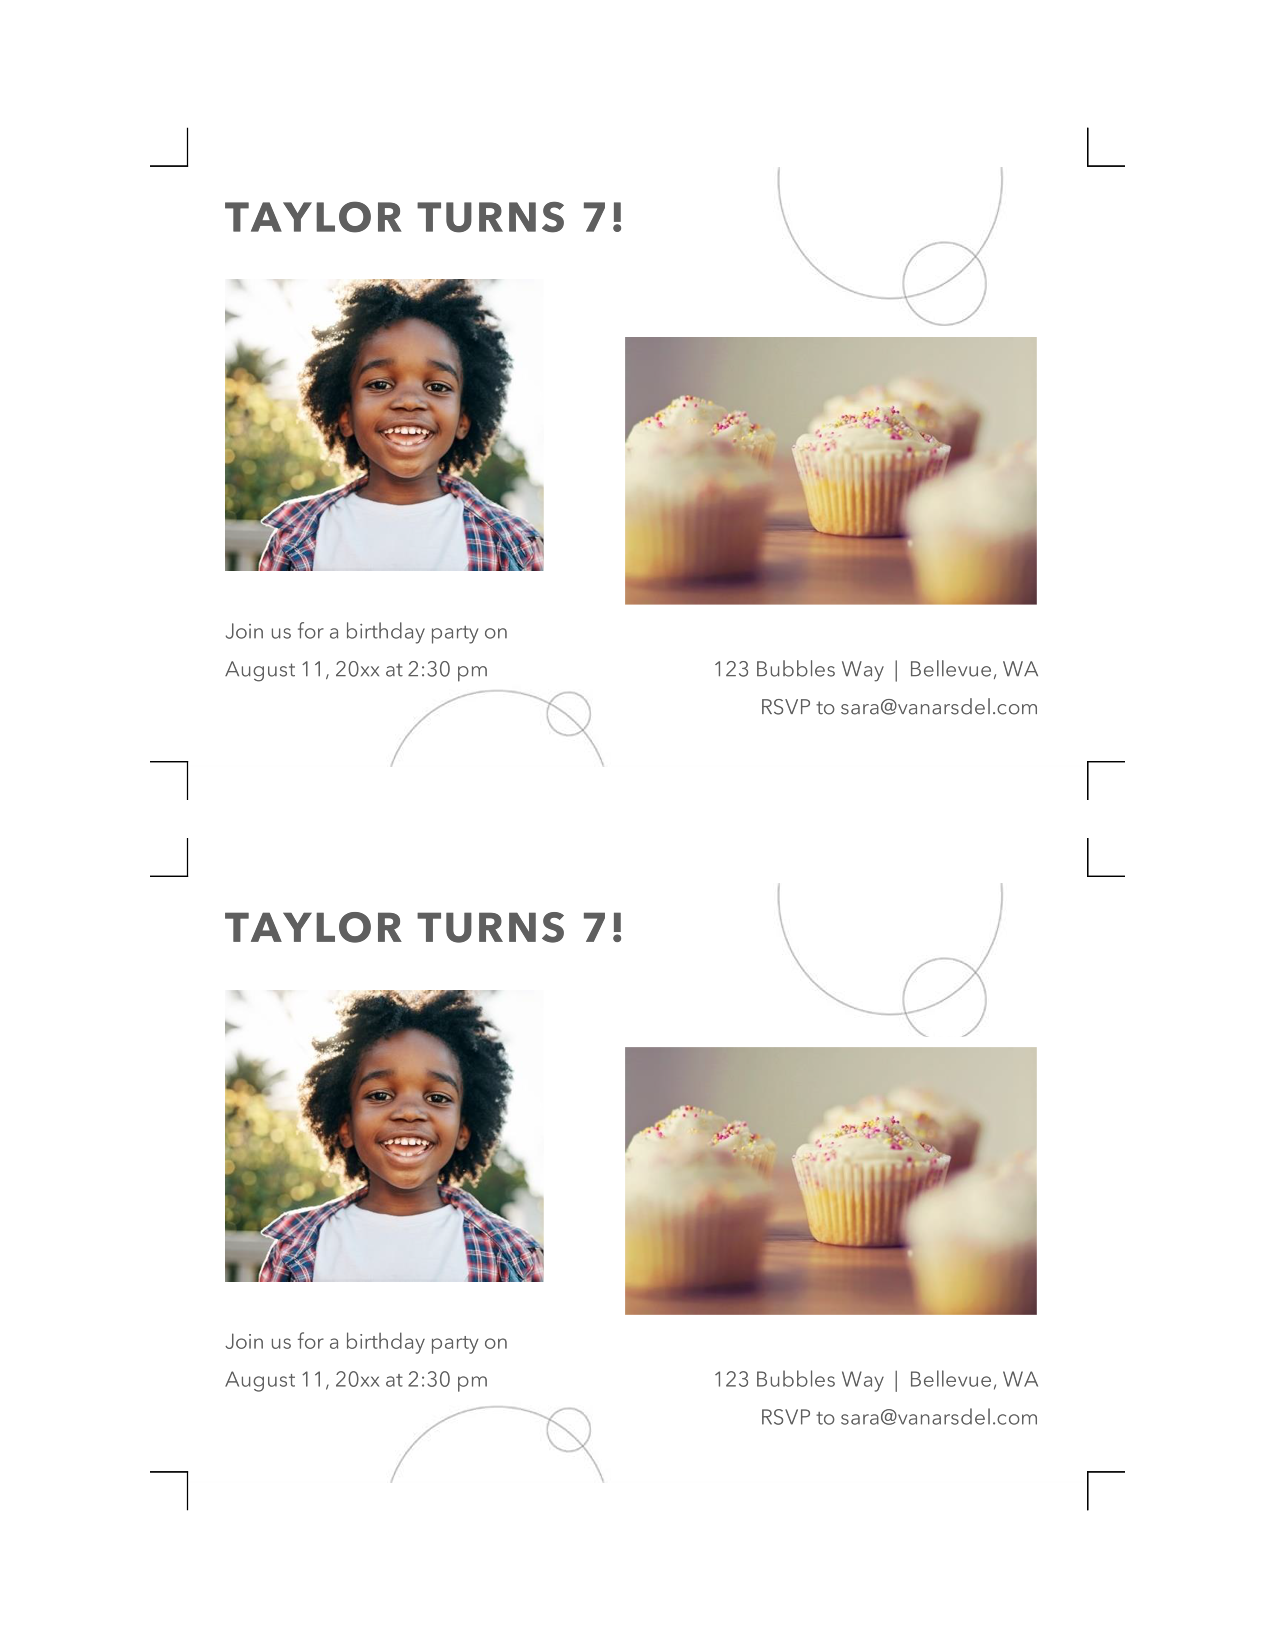 TAYLOR TURNS 7!
Join us for a birthday party on
August 11, 20xx at 2:30 pm
123 Bubbles Way | Bellevue, WA
RSVP to sara@vanarsdel.com
TAYLOR TURNS 7!
Join us for a birthday party on
August 11, 20xx at 2:30 pm
123 Bubbles Way | Bellevue, WA
RSVP to sara@vanarsdel.com